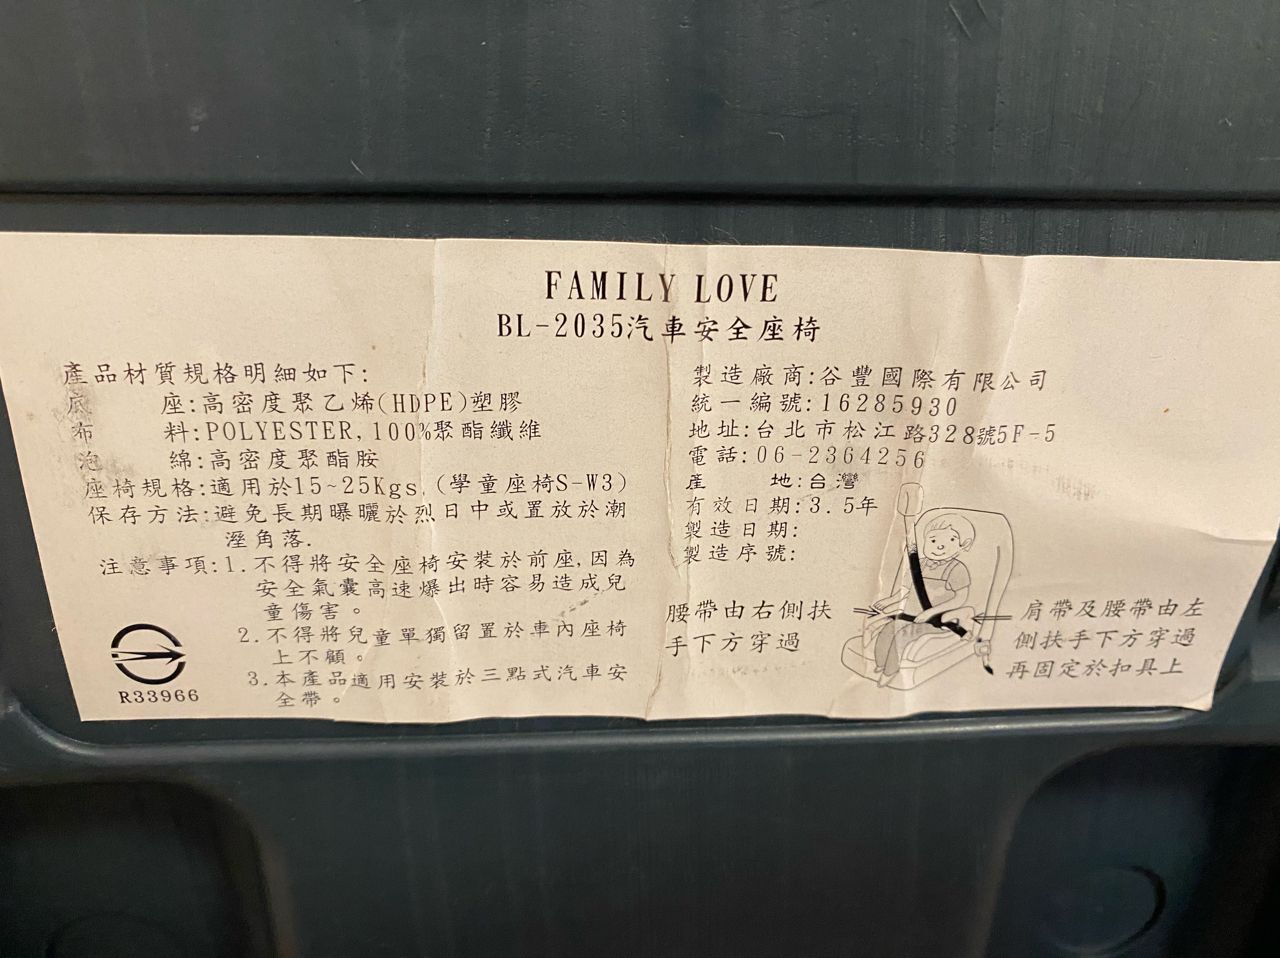 FAMILY LOVE
BL-2035汽車安全座椅
產品材質規格明細如下:
底 座:高密度聚乙烯(HDPE)塑膠
布 料:POLYESTER,100%聚酯纖維
泡 綿:高密度聚酯胺
座椅規格:適用於15~25Kgs.(學童座椅S-W3)
保存方法:避免長期曝曬於烈日中或置放於潮
溼角落.
注意事項:1.不得將安全座椅安裝於前座,因為
安全氣囊高速爆出時容易造成兒
童傷害。
2.不得將兒童單獨留置於車內座椅
上不顧。
3.本產品適用安裝於三點式汽車安
全帶。
R33966
製造廠商:谷豐國際有限公司
統一編號:16285930
地址:台北市松江路328號5F-5
電話:06-2364256
產 地:台灣
有效日期:3.5年
製造日期:
製造序號:
腰帶由右側扶
手下方穿過
肩帶及腰帶由左
側扶手下方穿過
再固定於扣具上